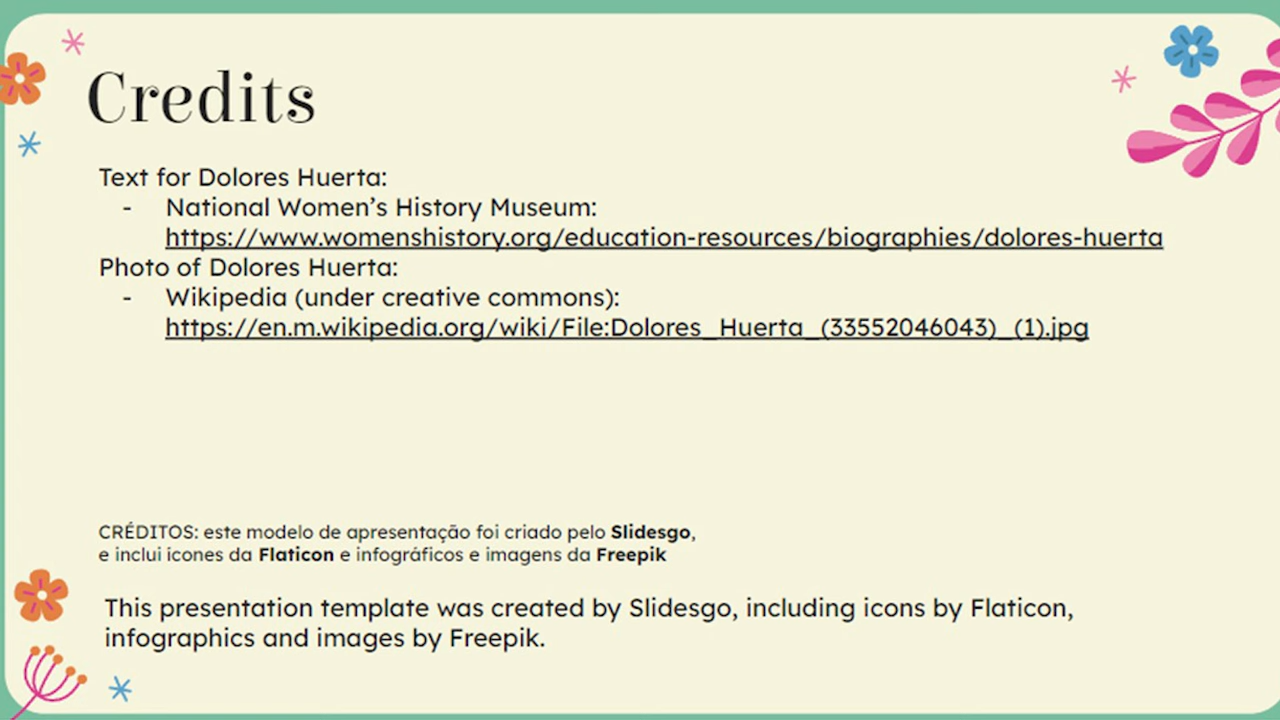 Credits
Text for Dolores Huerta:
- National Women’s History Museum:
https://www.womenshistory.org/education-resources/biographies/dolores-huerta
Photo of Dolores Huerta:
- Wikipedia (under creative commons):
https://en.m.wikipedia.org/wiki/File:Dolores_Huerta_(33552046043)_(1).jpg
CRÉDITOS: este modelo de apresentação foi criado pelo Slidesgo,
e inclui ícones da Flaticon e infográficos e imagens da Freepik
This presentation template was created by Slidesgo, including icons by Flaticon,
infographics and images by Freepik.